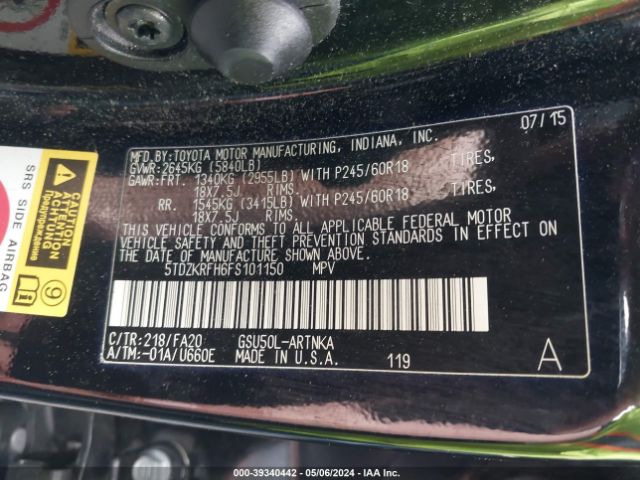 07/15
MFD.BY:TOYOTA MOTOR MANUFACTURING, INDIANA, INC.
GVWR:2645KG (5840LB)
GAWR:FRT. 1340KG (2955LB) WITH P245/60R18 TIRES,
18X7.5J RIMS.
RR. 1545KG (3415LB) WITH P245/60R18 TIRES,
18X7.5J RIMS.
THIS VEHICLE CONFORMS TO ALL APPLICABLE FEDERAL MOTOR
VEHICLE SAFETY AND THEFT PREVENTION STANDARDS IN EFFECT ON
THE DATE OF MANUFACTURE SHOWN ABOVE.
5TDZKRFH6FS101150 MPV
C/TR:218/FA20 GSU50L-ARTNKA
A/TM:-01A/U660E MADE IN U.S.A. 119 A
SRS SIDE AIRBAG
CAUTION
ATTENTION
Предупреждение
9
i
000-39340442 - 05/06/2024 - IAA Inc.